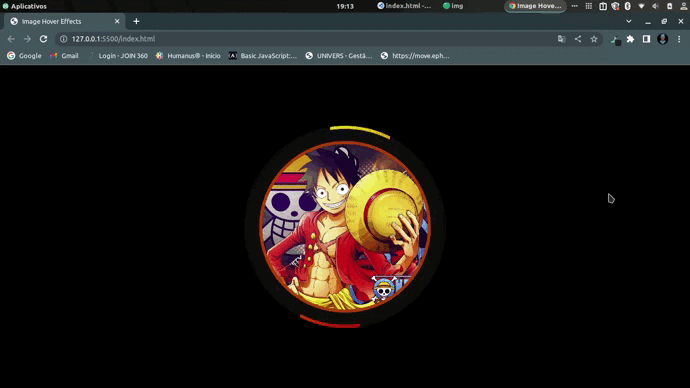 Aplicativos
19:13
index.html -...
img
Image Hove...
Image Hover Effects
127.0.0.1:5500/index.html
Google
Gmail
Login - JOIN 360
Humanus® - Início
Basic JavaScript:...
UNIVERS - Gestã...
https://move.eph...